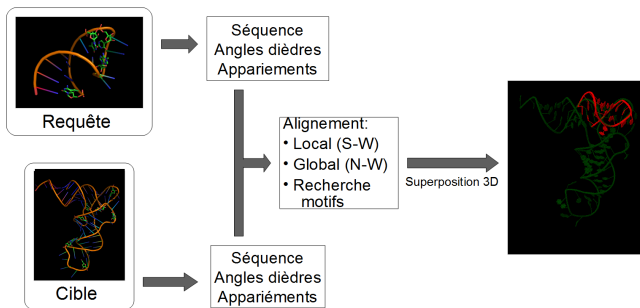 Requête
Séquence
Angles dièdres
Appariements
Alignement:
• Local (S-W)
• Global (N-W)
• Recherche
motifs
Superposition 3D
Cible
Séquence
Angles dièdres
Appariéments